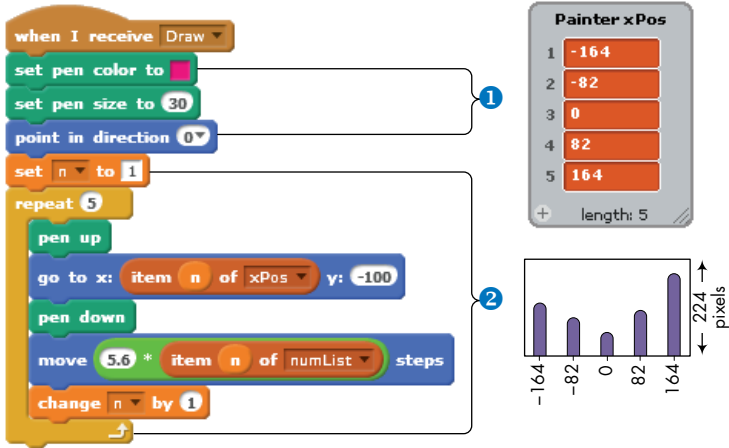 when I receive Draw
set pen color to
set pen size to 30
point in direction 0
1
set n to 1
repeat 5
pen up
go to x: item n of xPos y: -100
pen down
2
move 5.6 * item n of numList steps
change n by 1
Painter xPos
1 -164
2 -82
3 0
4 82
5 164
+ length: 5
224
pixels
-164
-82
0
82
164